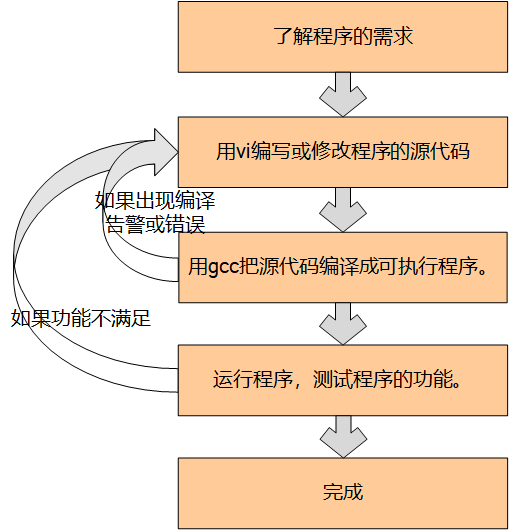 了解程序的需求
用vi编写或修改程序的源代码
如果出现编译
告警或错误
用gcc把源代码编译成可执行程序。
如果功能不满足
运行程序，测试程序的功能。
完成